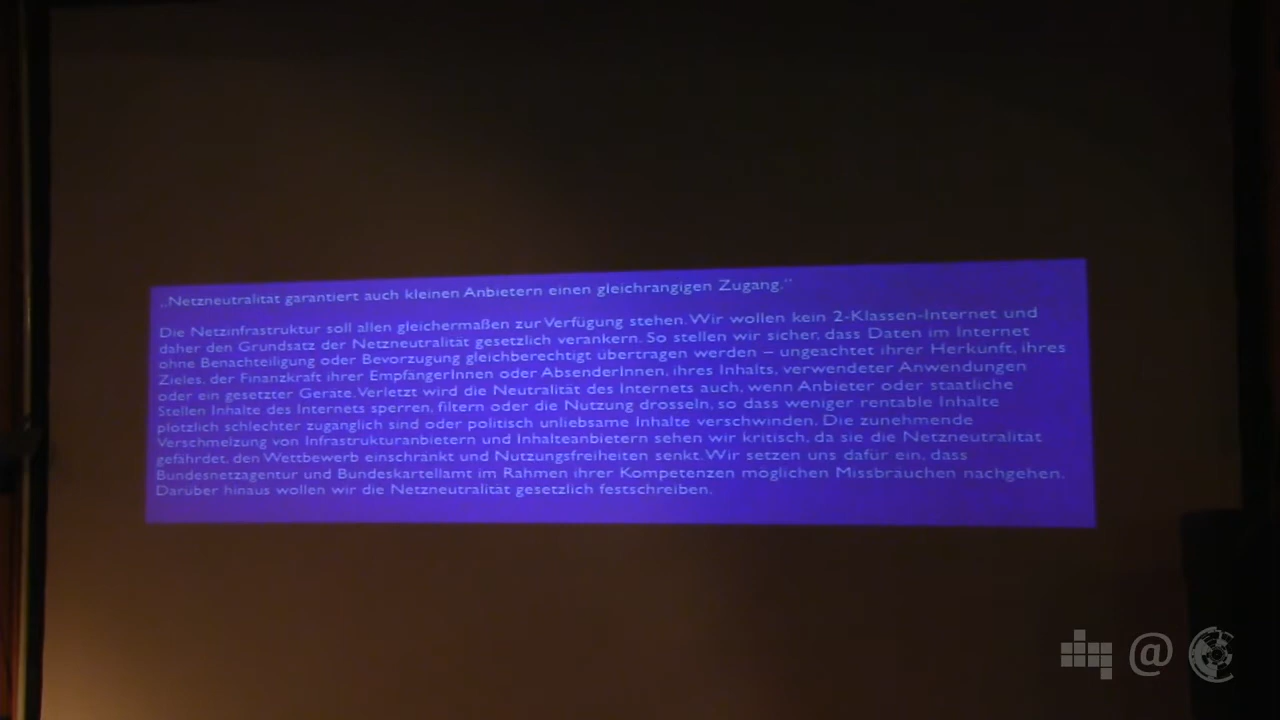 „Netzneutralität garantiert auch kleinen Anbietern einen gleichrangigen Zugang."
Die Netzinfrastruktur soll allen gleichermaßen zur Verfügung stehen. Wir wollen kein 2-Klassen-Internet und
daher den Grundsatz der Netzneutralität gesetzlich verankern. So stellen wir sicher, dass Daten im Internet
ohne Benachteiligung oder Bevorzugung gleichberechtigt übertragen werden – ungeachtet ihrer Herkunft, ihres
Zieles, der Finanzkraft ihrer EmpfängerInnen oder AbsenderInnen, ihres Inhalts, verwendeter Anwendungen
oder ein gesetzter Geräte. Verletzt wird die Neutralität des Internets auch, wenn Anbieter oder staatliche
Stellen Inhalte des Internets sperren, filtern oder die Nutzung drosseln, so dass weniger rentable Inhalte
plötzlich schlechter zugänglich sind oder politisch unliebsame Inhalte verschwinden. Die zunehmende
Verschmelzung von Infrastrukturanbietern und Inhalteanbietern sehen wir kritisch, da sie die Netzneutralität
gefährdet, den Wettbewerb einschränkt und Nutzungsfreiheiten senkt. Wir setzen uns dafür ein, dass
Bundesnetzagentur und Bundeskartellamt im Rahmen ihrer Kompetenzen möglichen Missbräuchen nachgehen.
Darüber hinaus wollen wir die Netzneutralität gesetzlich festschreiben.
@